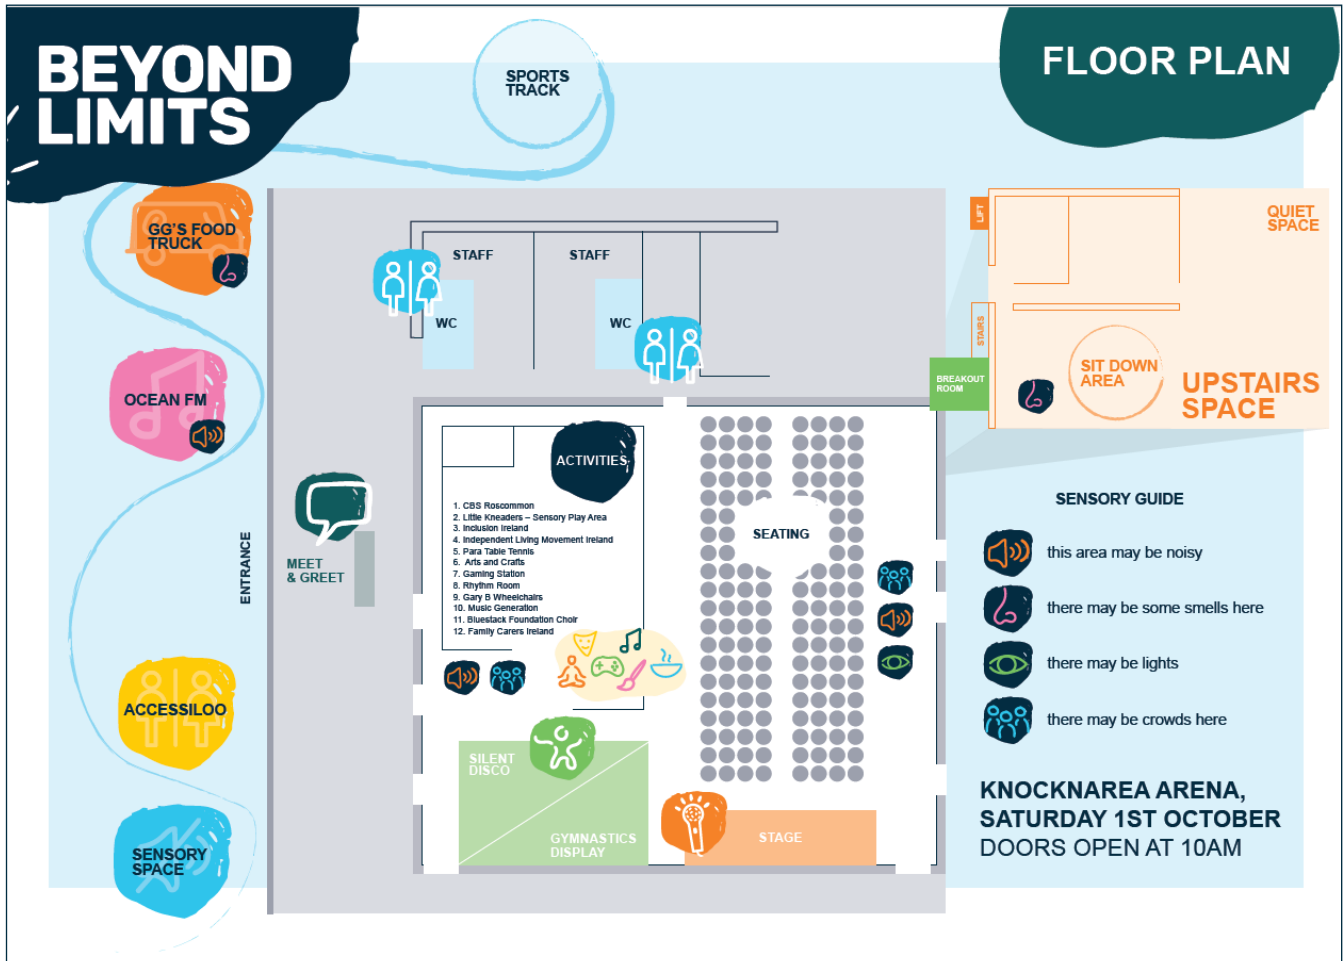 BEYOND
LIMITS
FLOOR PLAN
SPORTS
TRACK
GG'S FOOD
TRUCK
OCEAN FM
ENTRANCE
ACCESSILOO
SENSORY
SPACE
MEET
& GREET
STAFF
STAFF
WC
WC
ACTIVITIES
1. CBS Roscommon
2. Little Kneaders – Sensory Play Area
3. Inclusion Ireland
4. Independent Living Movement Ireland
5. Para Table Tennis
6. Arts and Crafts
7. Gaming Station
8. Rhythm Room
9. Gary B Wheelchairs
10. Music Generation
11. Bluestack Foundation Choir
12. Family Carers Ireland
SEATING
SILENT
DISCO
GYMNASTICS
DISPLAY
STAGE
LIFT
STAIRS
BREAKOUT
ROOM
QUIET
SPACE
SIT DOWN
AREA
UPSTAIRS
SPACE
SENSORY GUIDE
this area may be noisy
there may be some smells here
there may be lights
there may be crowds here
KNOCKNAREA ARENA,
SATURDAY 1ST OCTOBER
DOORS OPEN AT 10AM